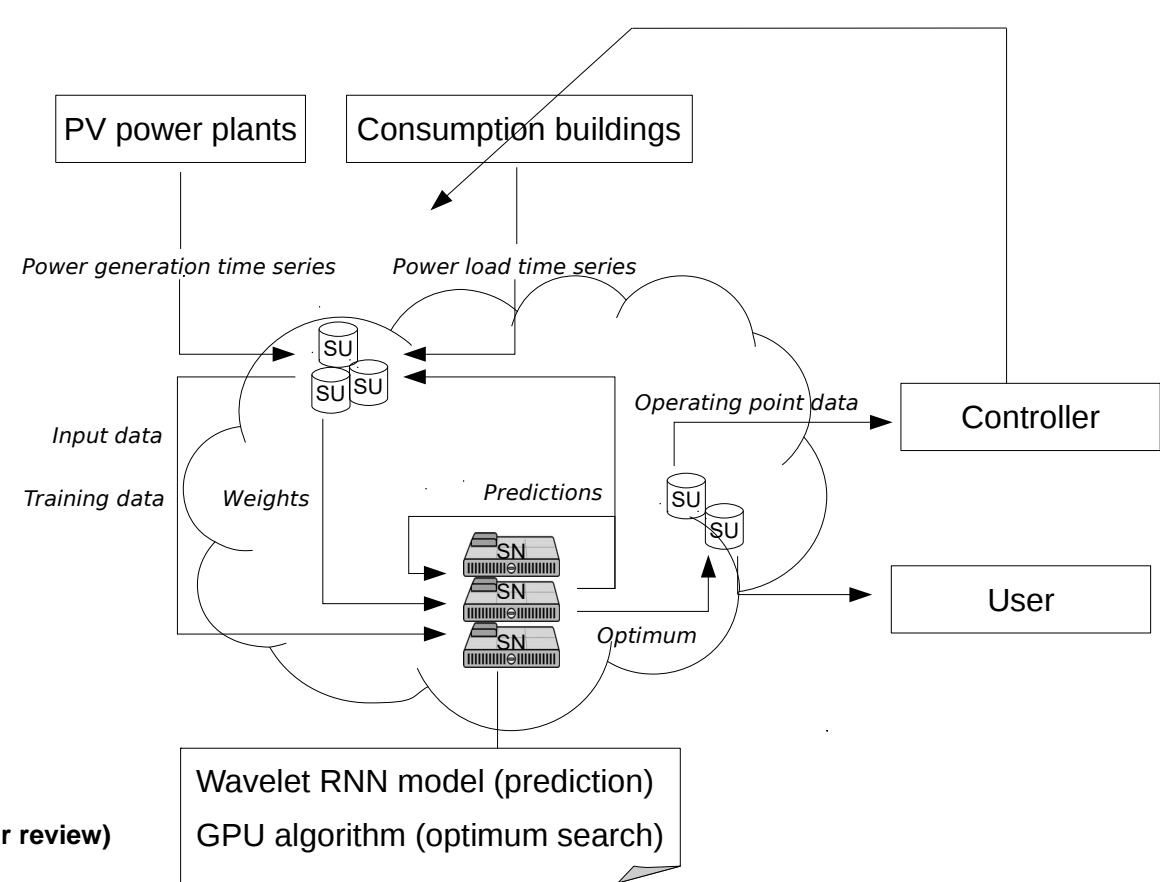 PV power plants
Consumption buildings
Power generation time series
Power load time series
SU
SU
SU
Operating point data
Controller
Input data
Training data
Weights
Predictions
SU
SU
SN
SN
SN
Optimum
User
Wavelet RNN model (prediction)
GPU algorithm (optimum search)
r review)